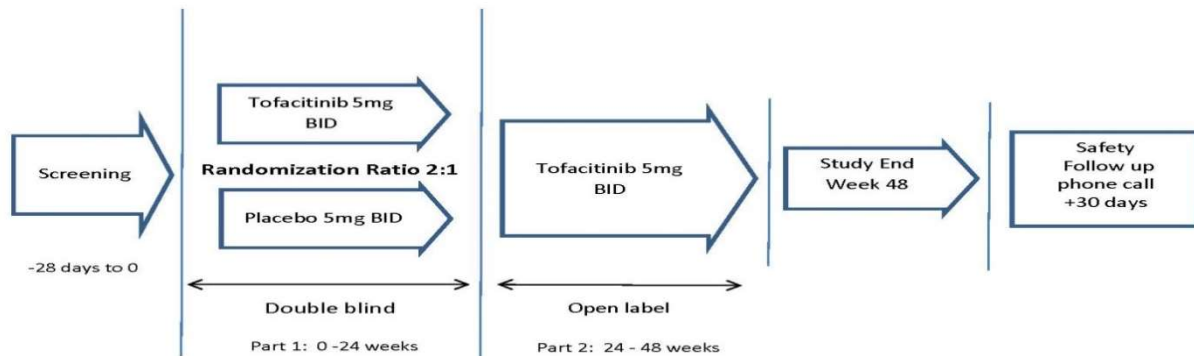 Screening
-28 days to 0
Tofacitinib 5mg
BID
Randomization Ratio 2:1
Placebo 5mg BID
Double blind
Part 1: 0 -24 weeks
Tofacitinib 5mg
BID
Open label
Part 2: 24 - 48 weeks
Study End
Week 48
Safety
Follow up
phone call
+30 days